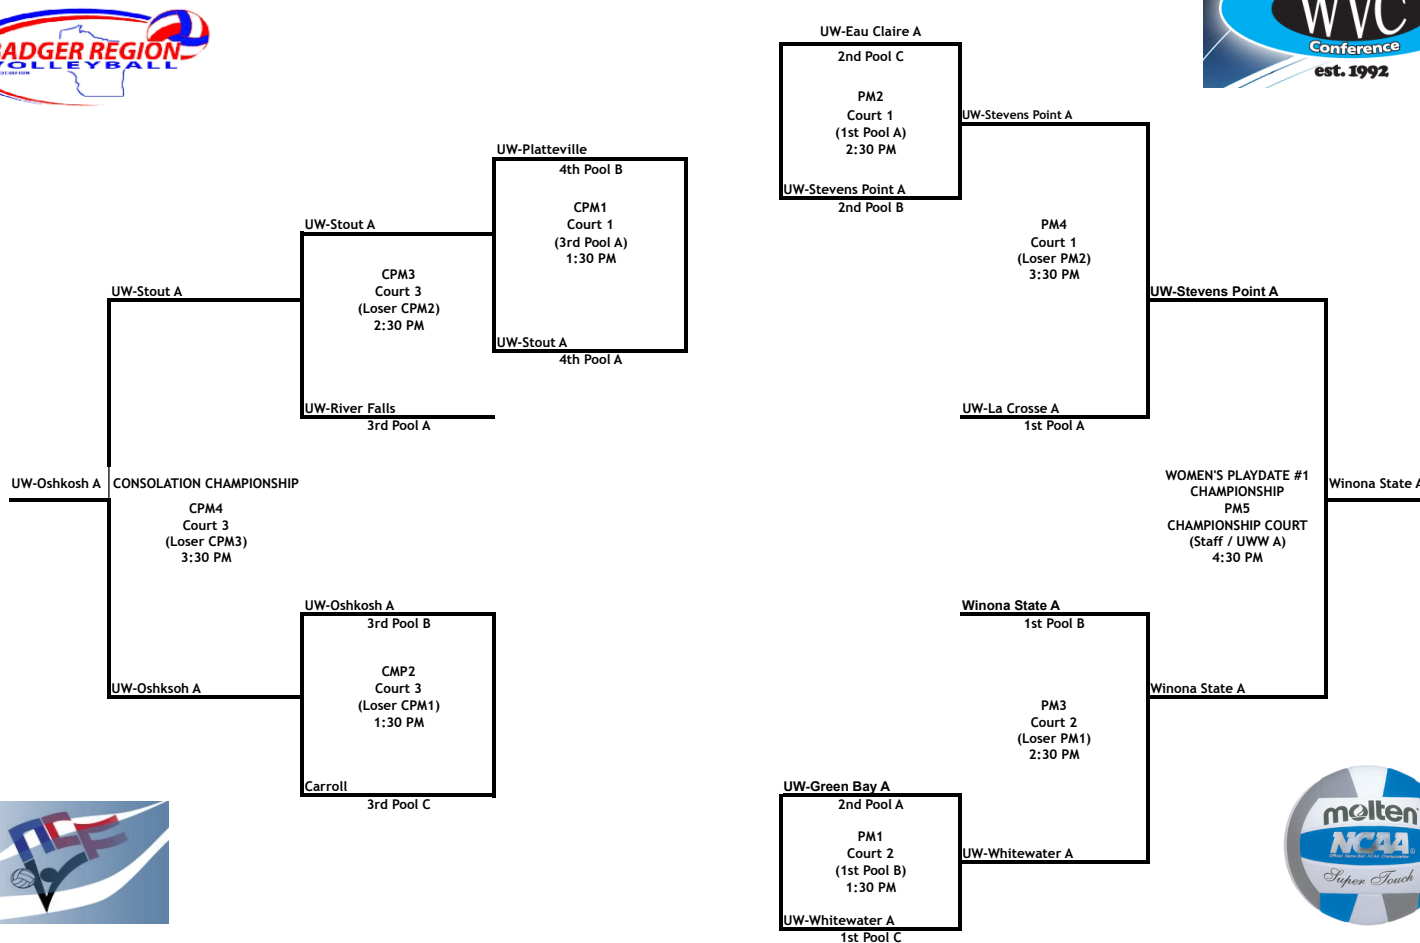 BADGER REGION
VOLLEYBALL
WVC
Conference
est. 1992
UW-Eau Claire A
2nd Pool C
PM2
Court 1
(1st Pool A)
2:30 PM
UW-Stevens Point A
2nd Pool B
UW-Stevens Point A
UW-Platteville
4th Pool B
CPM1
Court 1
(3rd Pool A)
1:30 PM
UW-Stout A
4th Pool A
UW-Stout A
CPM3
Court 3
(Loser CPM2)
2:30 PM
UW-River Falls
3rd Pool A
UW-Stout A
PM4
Court 1
(Loser PM2)
3:30 PM
UW-La Crosse A
1st Pool A
UW-Stevens Point A
UW-Oshkosh A
CONSOLATION CHAMPIONSHIP
CPM4
Court 3
(Loser CPM3)
3:30 PM
WOMEN'S PLAYDATE #1
CHAMPIONSHIP
PM5
CHAMPIONSHIP COURT
(Staff / UWW A)
4:30 PM
Winona State A
UW-Oshkosh A
3rd Pool B
CMP2
Court 3
(Loser CPM1)
1:30 PM
Carroll
3rd Pool C
UW-Oshksoh A
Winona State A
1st Pool B
PM3
Court 2
(Loser PM1)
2:30 PM
Winona State A
UW-Green Bay A
2nd Pool A
PM1
Court 2
(1st Pool B)
1:30 PM
UW-Whitewater A
1st Pool C
UW-Whitewater A
NCF
molten
NCAA
Super Touch